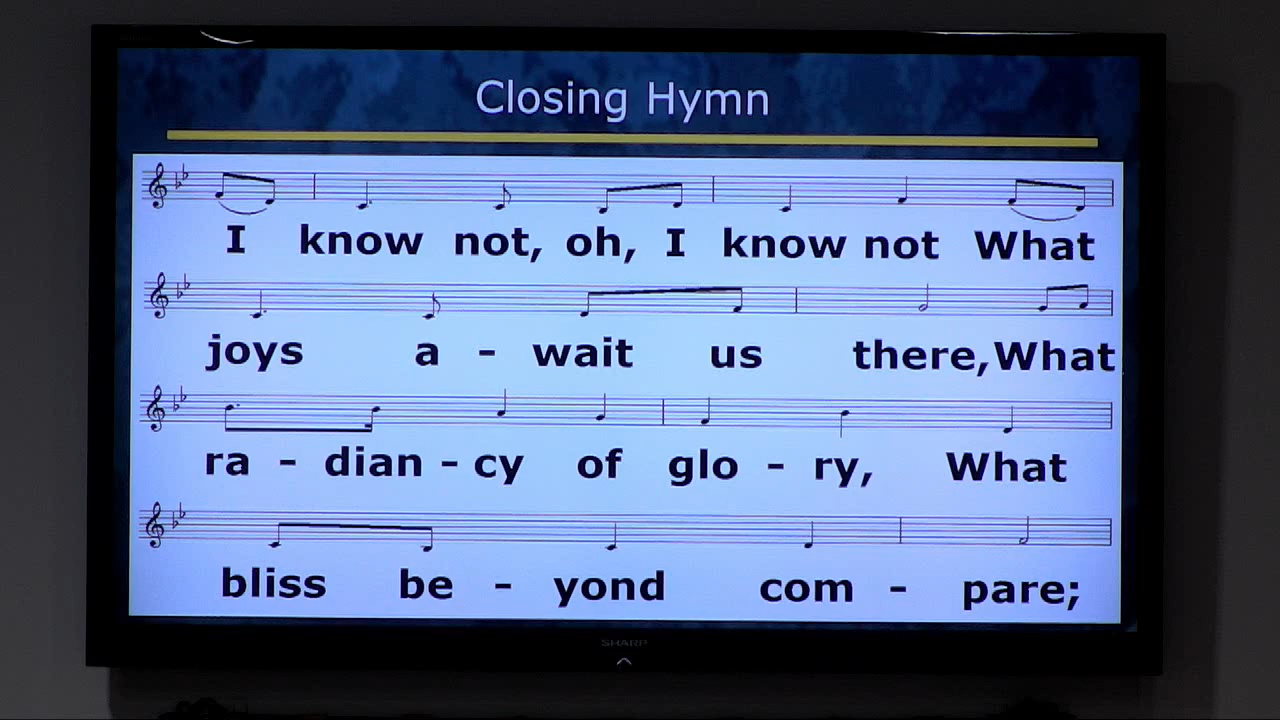 Closing Hymn
I know not, oh, I know not What
joys a - wait us there, What
ra - dian - cy of glo - ry, What
bliss be - yond com - pare;
SHARP